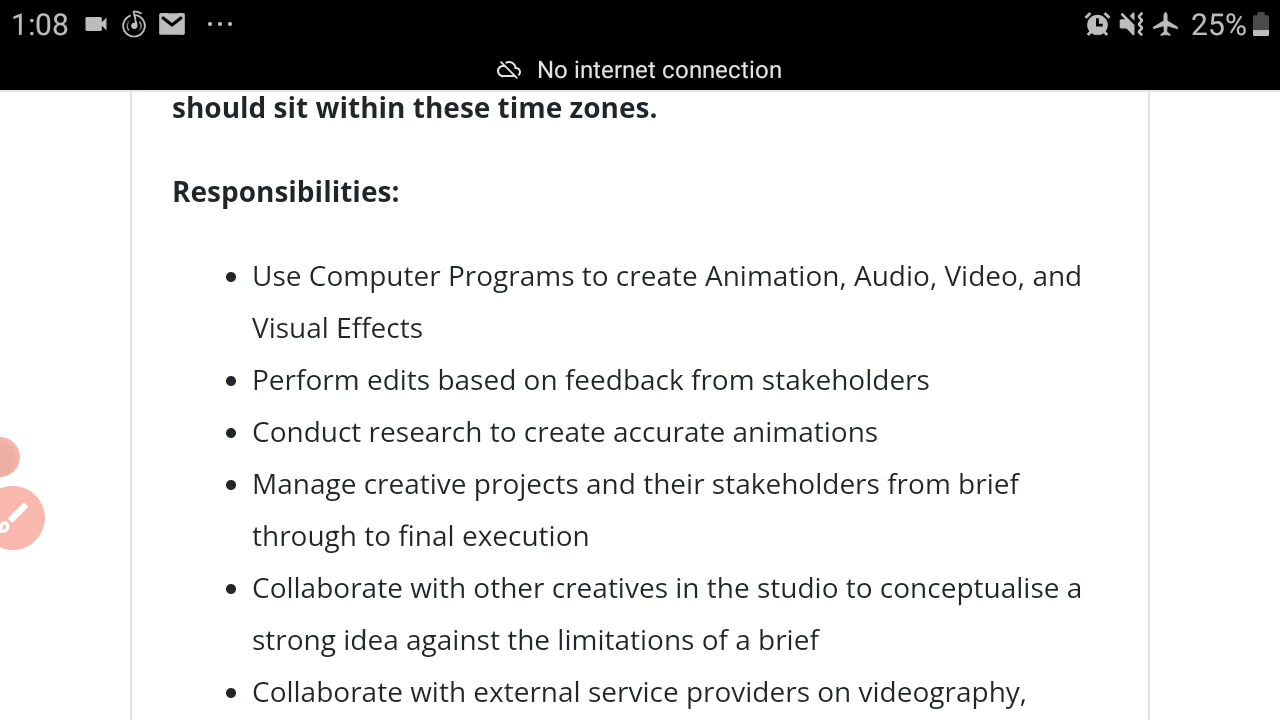 1:08 25%
No internet connection
should sit within these time zones.
Responsibilities:
• Use Computer Programs to create Animation, Audio, Video, and
Visual Effects
• Perform edits based on feedback from stakeholders
• Conduct research to create accurate animations
• Manage creative projects and their stakeholders from brief
through to final execution
• Collaborate with other creatives in the studio to conceptualise a
strong idea against the limitations of a brief
• Collaborate with external service providers on videography,